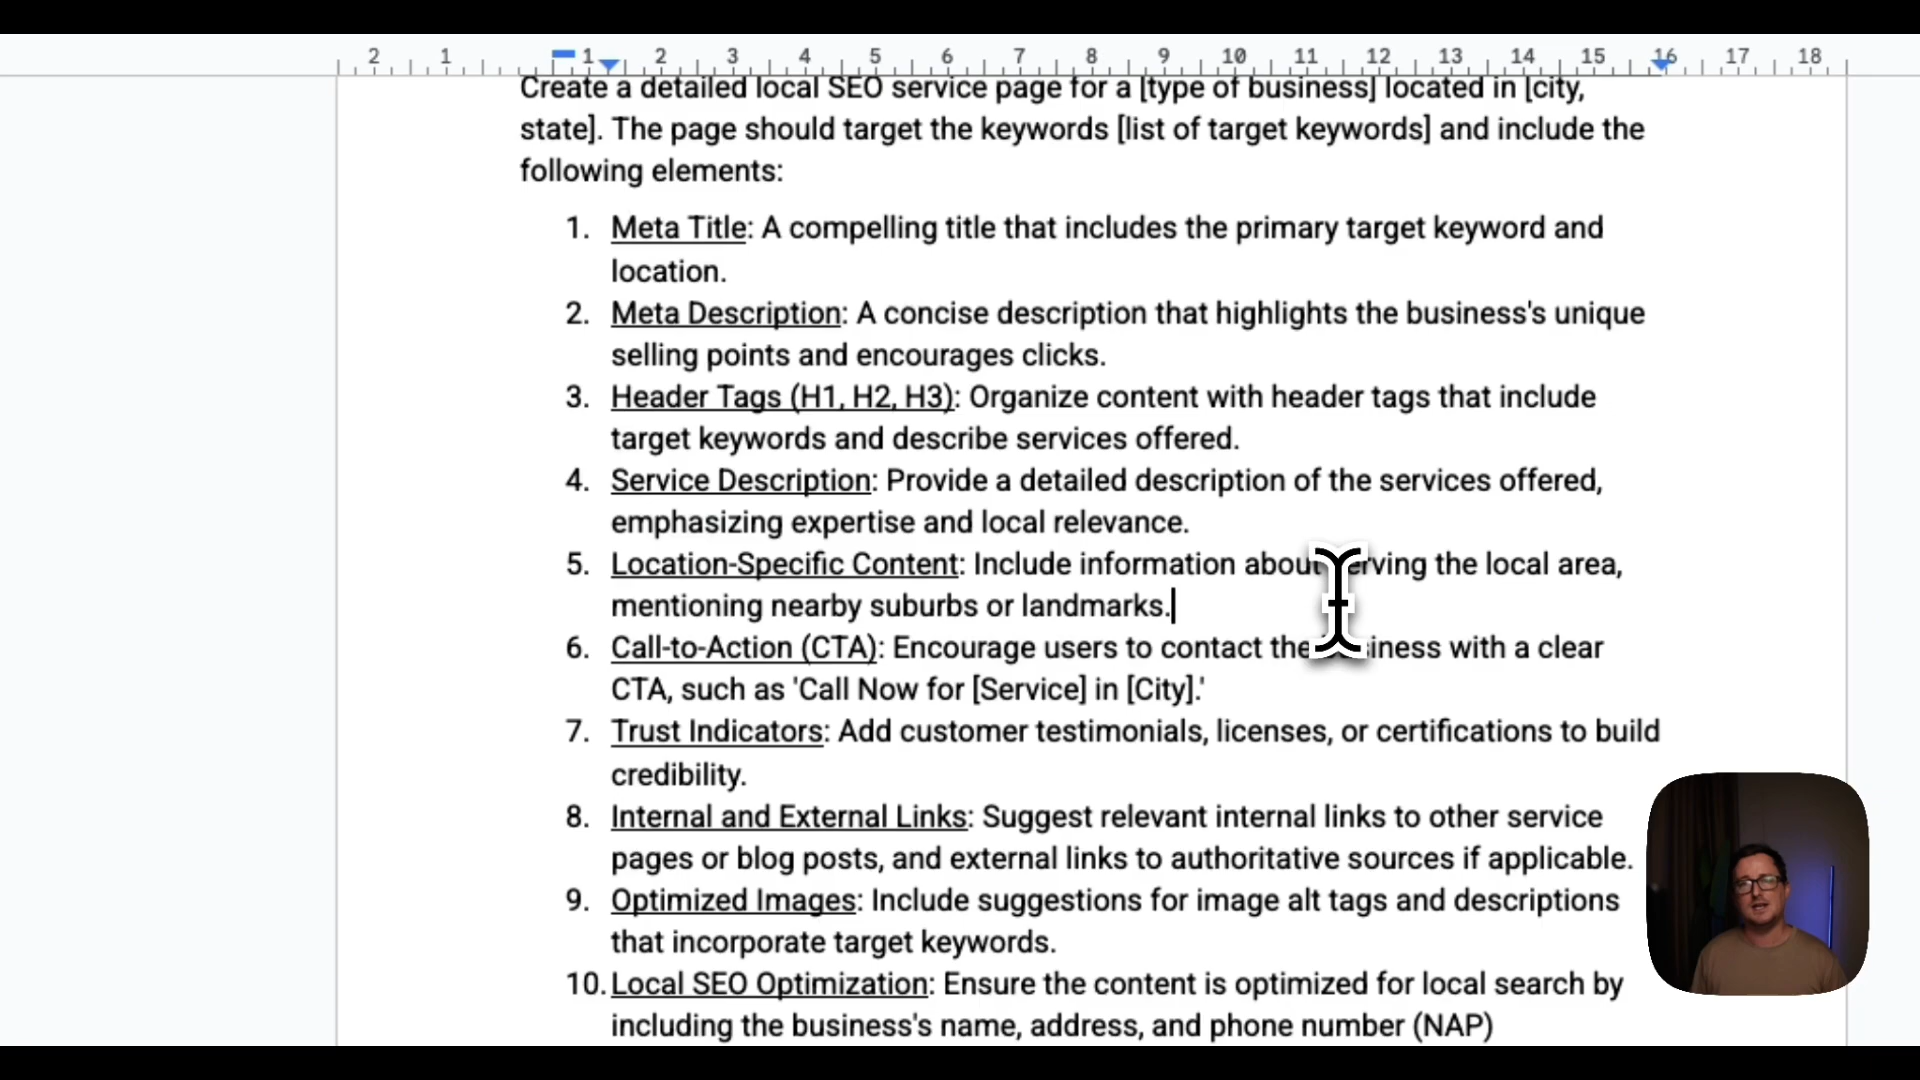 2 1 1 2 3 4 5 6 7 8 9 10 11 12 13 14 15 16 17 18
Create a detailed local SEO service page for a [type of business] located in [city,
state]. The page should target the keywords [list of target keywords] and include the
following elements:
1. Meta Title: A compelling title that includes the primary target keyword and
location.
2. Meta Description: A concise description that highlights the business's unique
selling points and encourages clicks.
3. Header Tags (H1, H2, H3): Organize content with header tags that include
target keywords and describe services offered.
4. Service Description: Provide a detailed description of the services offered,
emphasizing expertise and local relevance.
5. Location-Specific Content: Include information about serving the local area,
mentioning nearby suburbs or landmarks.
6. Call-to-Action (CTA): Encourage users to contact the business with a clear
CTA, such as 'Call Now for [Service] in [City].'
7. Trust Indicators: Add customer testimonials, licenses, or certifications to build
credibility.
8. Internal and External Links: Suggest relevant internal links to other service
pages or blog posts, and external links to authoritative sources if applicable.
9. Optimized Images: Include suggestions for image alt tags and descriptions
that incorporate target keywords.
10. Local SEO Optimization: Ensure the content is optimized for local search by
including the business's name, address, and phone number (NAP)